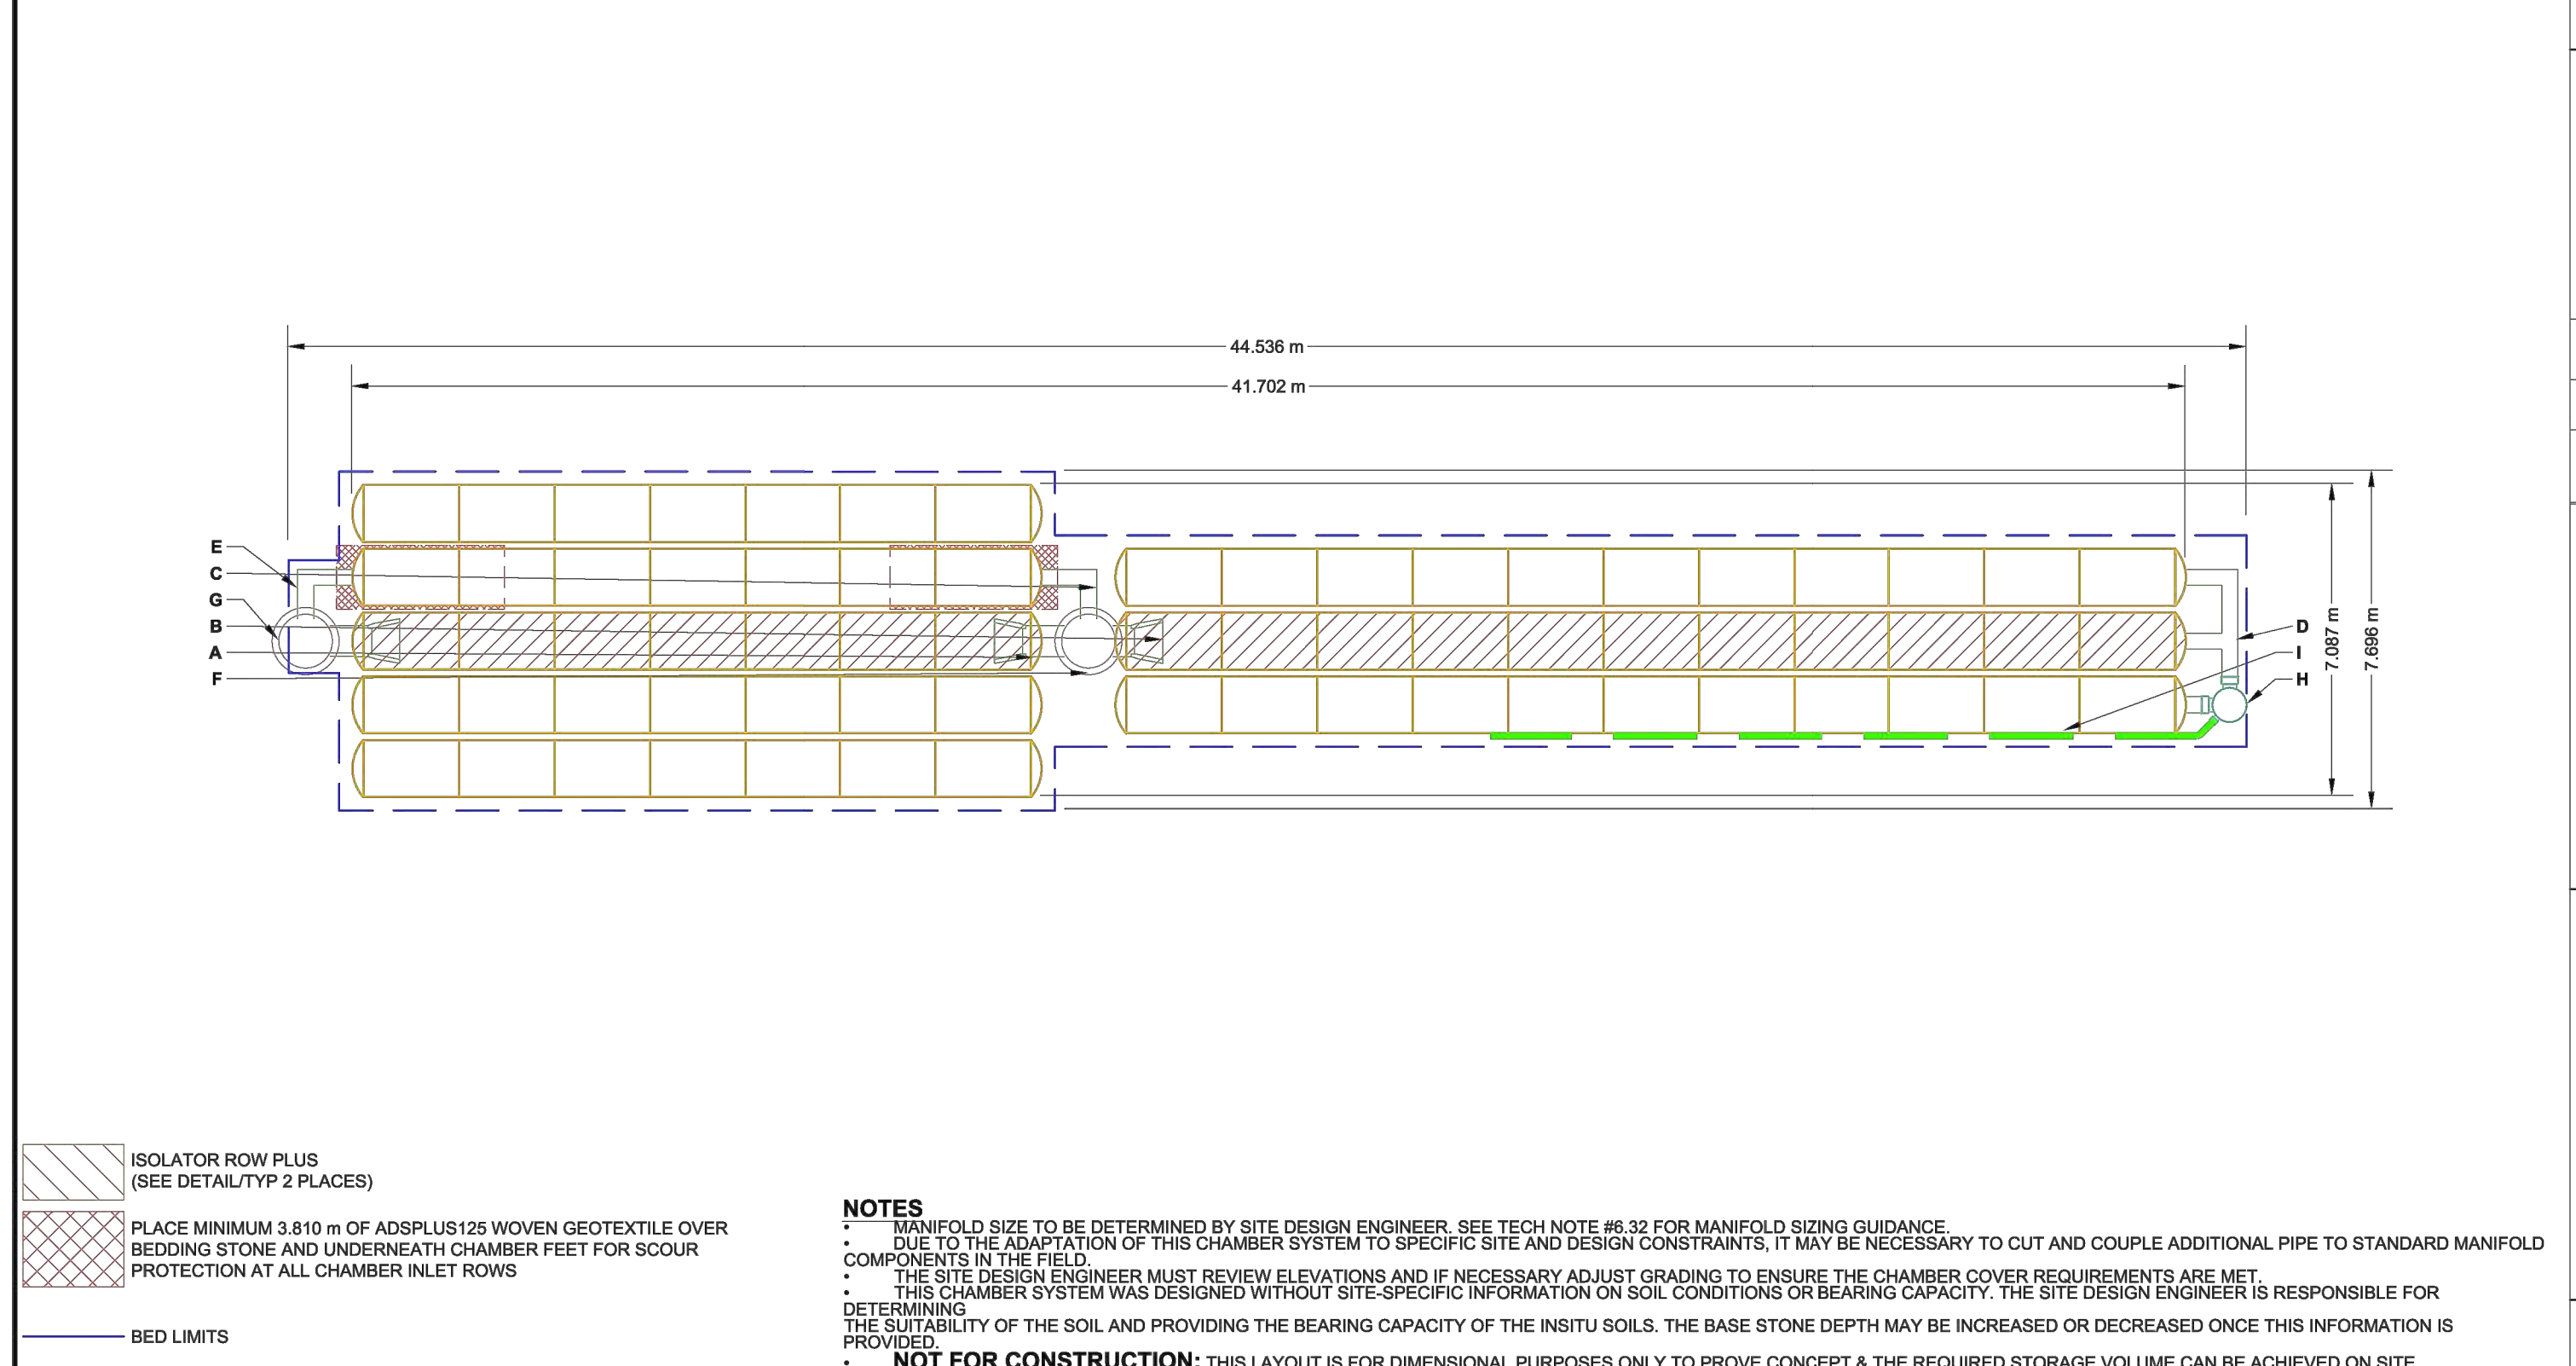 44.536 m
41.702 m
E
C
G
B
A
F
D
I
H
7.087 m
7.696 m
ISOLATOR ROW PLUS
(SEE DETAIL/TYP 2 PLACES)
PLACE MINIMUM 3.810 m OF ADSPLUS125 WOVEN GEOTEXTILE OVER
BEDDING STONE AND UNDERNEATH CHAMBER FEET FOR SCOUR
PROTECTION AT ALL CHAMBER INLET ROWS
BED LIMITS
NOTES
• MANIFOLD SIZE TO BE DETERMINED BY SITE DESIGN ENGINEER. SEE TECH NOTE #6.32 FOR MANIFOLD SIZING GUIDANCE.
• DUE TO THE ADAPTATION OF THIS CHAMBER SYSTEM TO SPECIFIC SITE AND DESIGN CONSTRAINTS, IT MAY BE NECESSARY TO CUT AND COUPLE ADDITIONAL PIPE TO STANDARD MANIFOLD
COMPONENTS IN THE FIELD.
• THE SITE DESIGN ENGINEER MUST REVIEW ELEVATIONS AND IF NECESSARY ADJUST GRADING TO ENSURE THE CHAMBER COVER REQUIREMENTS ARE MET.
• THIS CHAMBER SYSTEM WAS DESIGNED WITHOUT SITE-SPECIFIC INFORMATION ON SOIL CONDITIONS OR BEARING CAPACITY. THE SITE DESIGN ENGINEER IS RESPONSIBLE FOR
DETERMINING
THE SUITABILITY OF THE SOIL AND PROVIDING THE BEARING CAPACITY OF THE INSITU SOILS. THE BASE STONE DEPTH MAY BE INCREASED OR DECREASED ONCE THIS INFORMATION IS
PROVIDED.
• NOT FOR CONSTRUCTION: THIS LAYOUT IS FOR DIMENSIONAL PURPOSES ONLY TO PROVE CONCEPT & THE REQUIRED STORAGE VOLUME CAN BE ACHIEVED ON SITE.